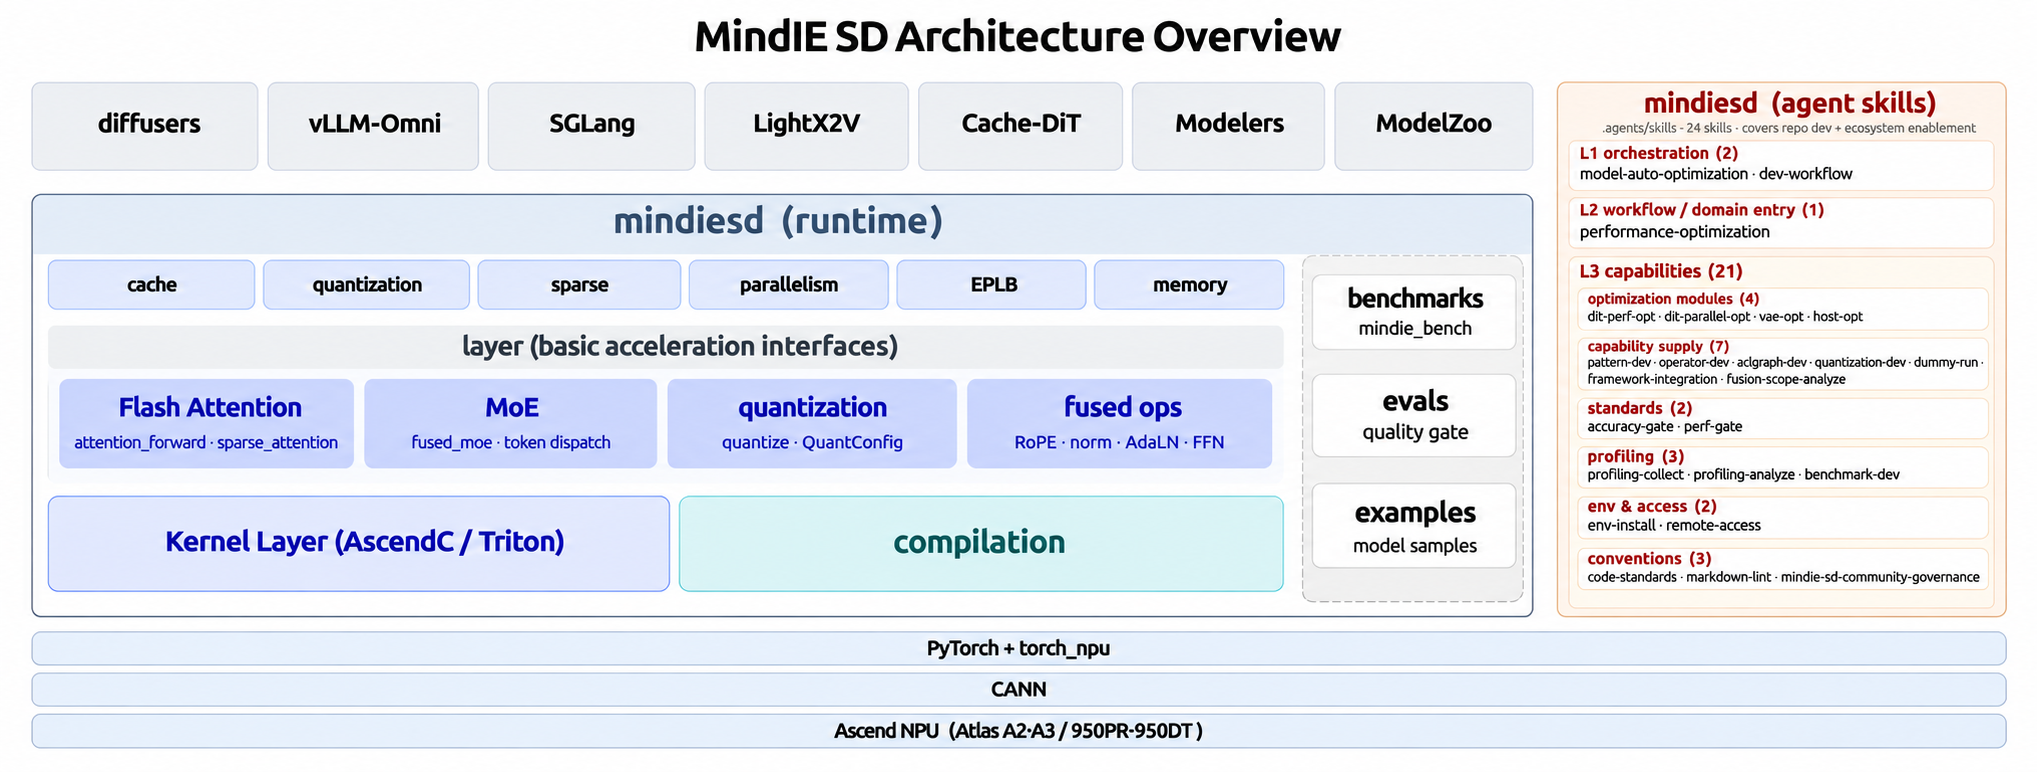 MindIE SD Architecture Overview
diffusers
vLLM-Omni
SGLang
LightX2V
Cache-DiT
Modelers
ModelZoo
mindiesd (runtime)
cache
quantization
sparse
parallelism
EPLB
memory
layer (basic acceleration interfaces)
Flash Attention
attention_forward · sparse_attention
MoE
fused_moe · token dispatch
quantization
quantize · QuantConfig
fused ops
RoPE · norm · AdaLN · FFN
Kernel Layer (AscendC / Triton)
compilation
benchmarks
mindie_bench
evals
quality gate
examples
model samples
mindiesd (agent skills)
.agents/skills - 24 skills · covers repo dev + ecosystem enablement
L1 orchestration (2)
model-auto-optimization · dev-workflow
L2 workflow / domain entry (1)
performance-optimization
L3 capabilities (21)
optimization modules (4)
dit-perf-opt · dit-parallel-opt · vae-opt · host-opt
capability supply (7)
pattern-dev · operator-dev · aclgraph-dev · quantization-dev · dummy-run ·
framework-integration · fusion-scope-analyze
standards (2)
accuracy-gate · perf-gate
profiling (3)
profiling-collect · profiling-analyze · benchmark-dev
env & access (2)
env-install · remote-access
conventions (3)
code-standards · markdown-lint · mindie-sd-community-governance
PyTorch + torch_npu
CANN
Ascend NPU (Atlas A2·A3 / 950PR-950DT )